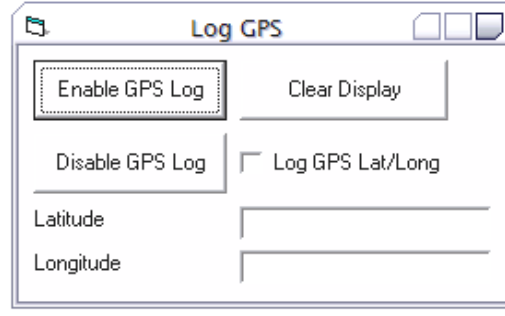 Log GPS
Enable GPS Log
Clear Display
Disable GPS Log
Log GPS Lat/Long
Latitude
Longitude